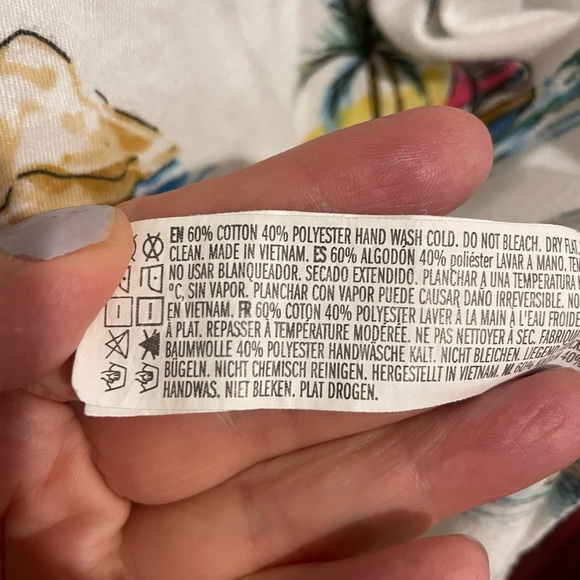 EN 60% COTTON 40% POLYESTER HAND WASH COLD. DO NOT BLEACH. DRY FLAT
CLEAN. MADE IN VIETNAM. ES 60% ALGODÓN 40% poliéster LAVAR A MANO.
NO USAR BLANQUEADOR. SECADO EXTENDIDO. PLANCHAR A UNA TEMPERATURA
°C, SIN VAPOR. PLANCHAR CON VAPOR PUEDE CAUSAR DAÑO IRREVERSIBLE. NO
EN VIETNAM. FR 60% COTON 40% POLYESTER LAVER À LA MAIN À L'EAU FROIDE
À PLAT. REPASSER À TEMPÉRATURE MODÉRÉE. NE PAS NETTOYER À SEC.
BAUMWOLLE 40% POLYESTER HANDWÄSCHE KALT. NICHT BLEICHEN.
BÜGELN. NICHT CHEMISCH REINIGEN. HERGESTELLT IN VIETNAM. NL 60% 40%
HANDWAS. NIET BLEKEN. PLAT DROGEN.